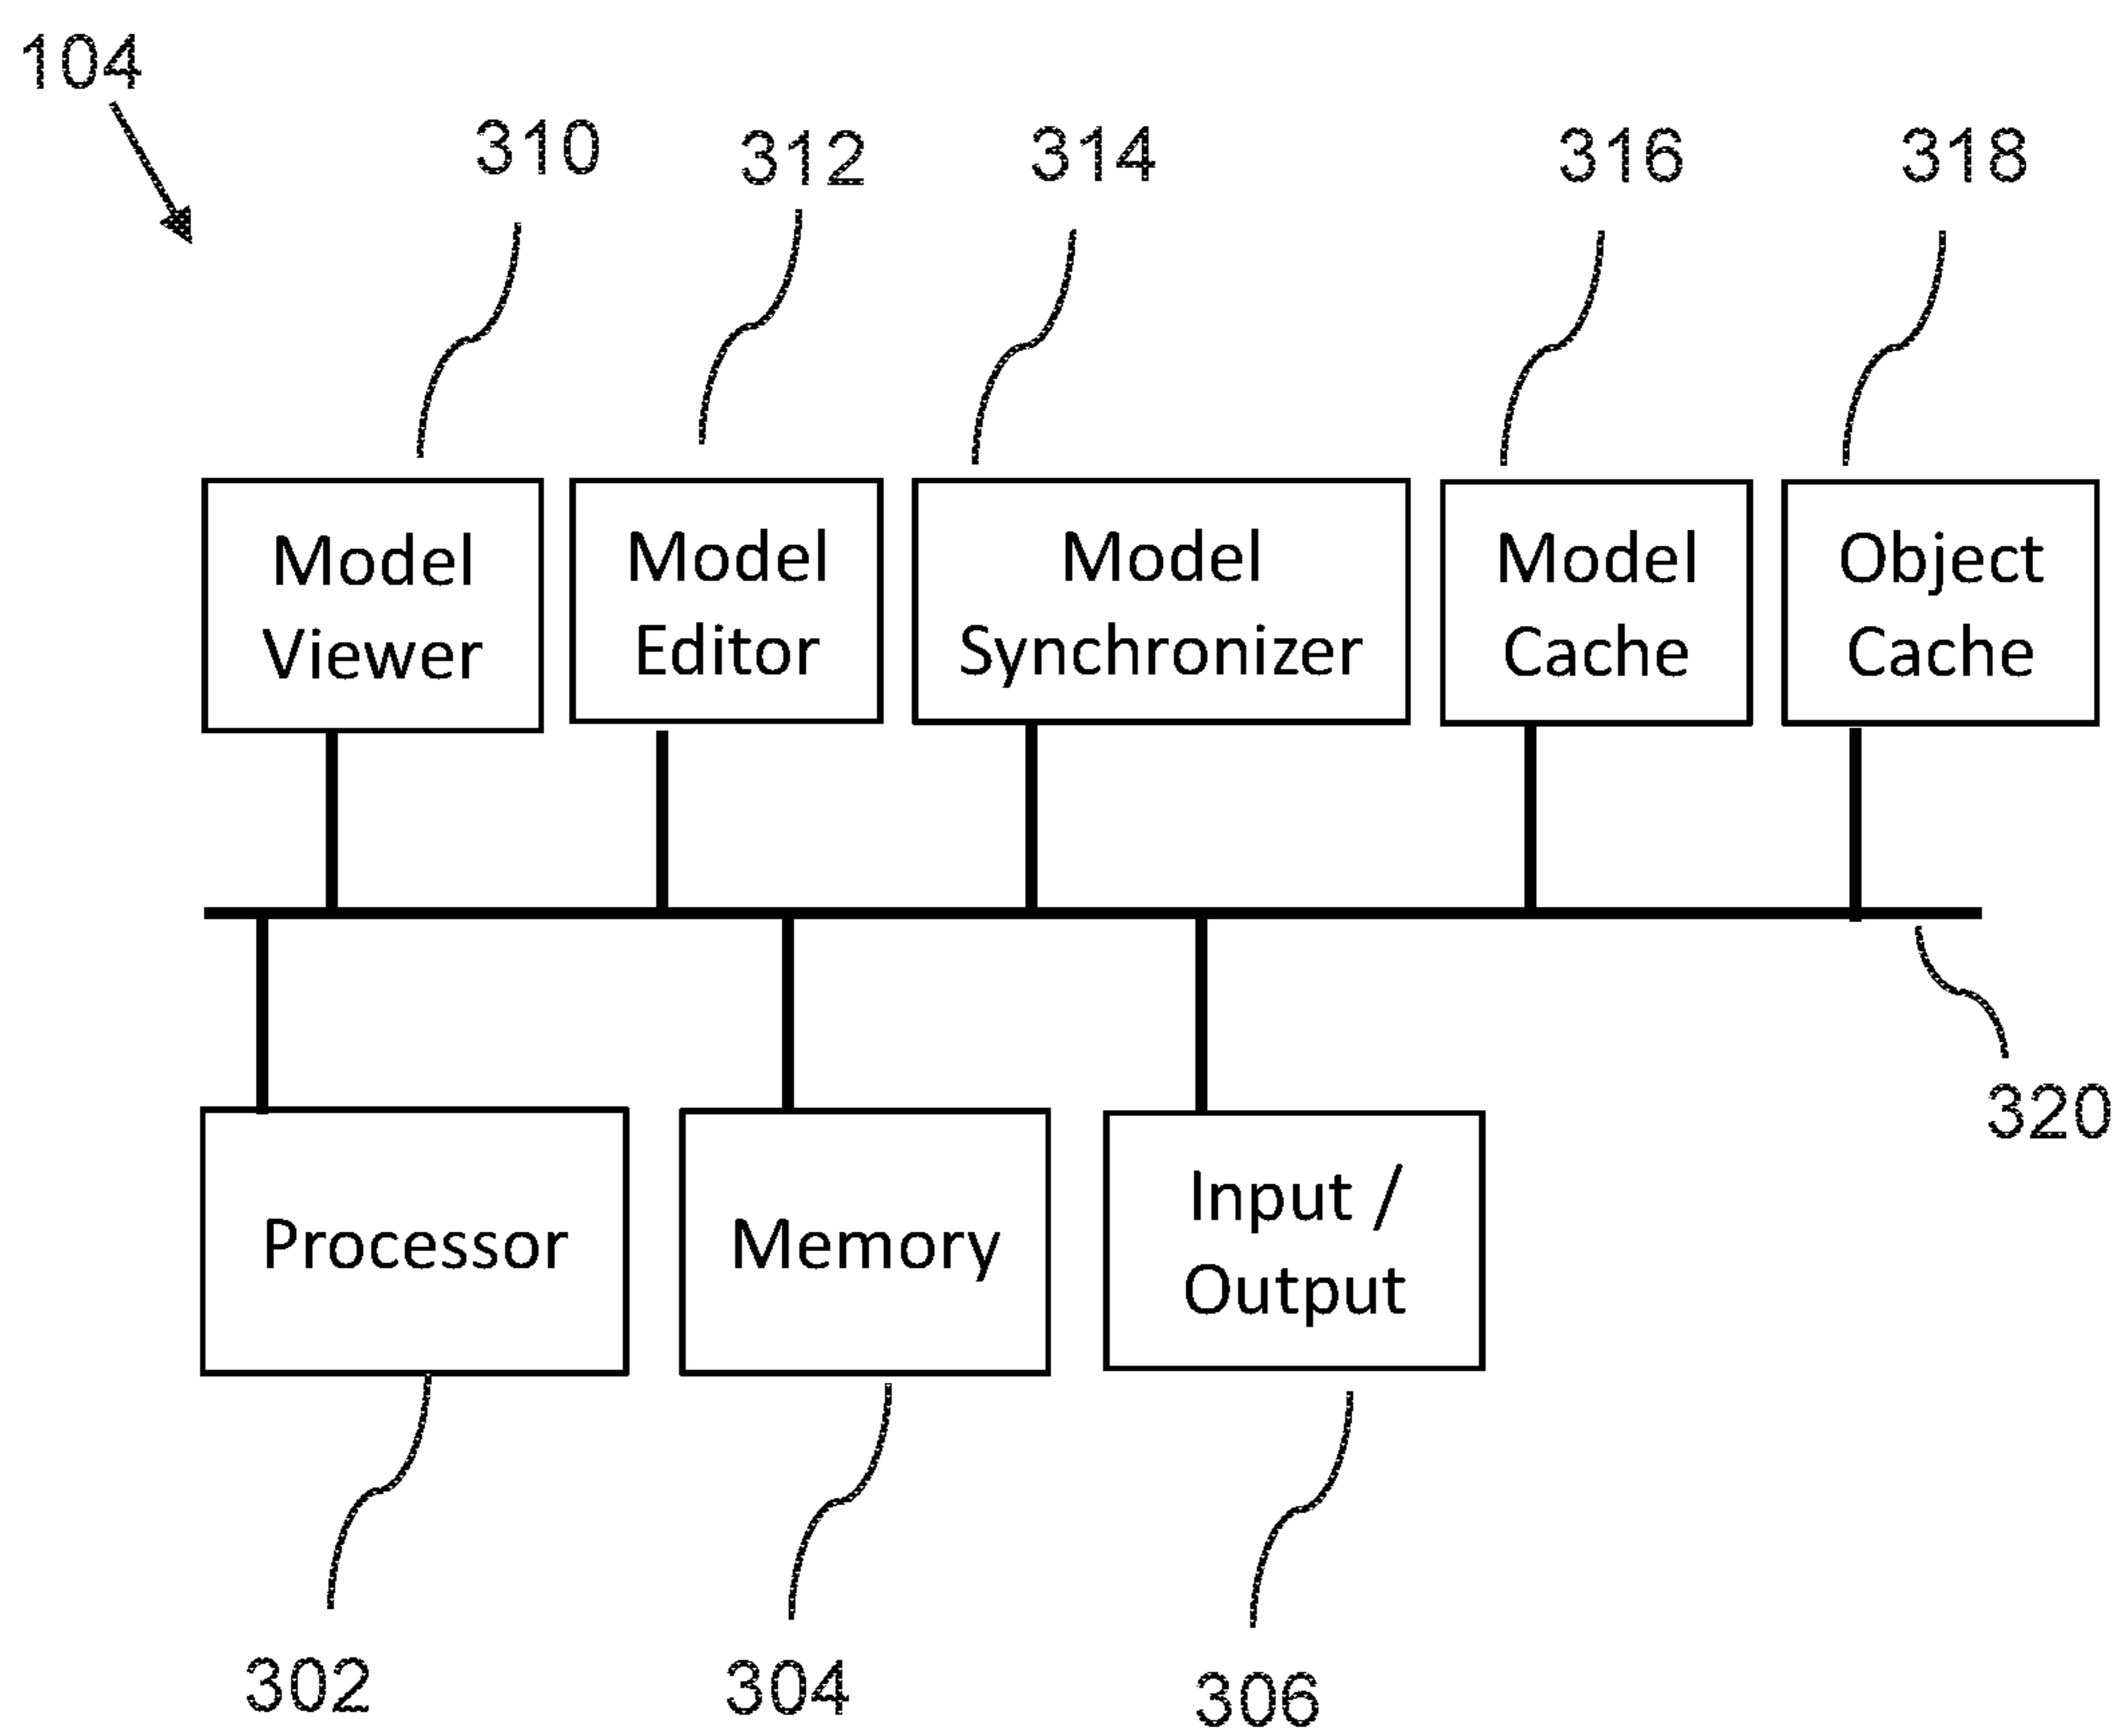 104
310
312
314
316
318
Model
Viewer
Model
Editor
Model
Synchronizer
Model
Cache
Object
Cache
320
Processor
Memory
Input /
Output
302
304
306